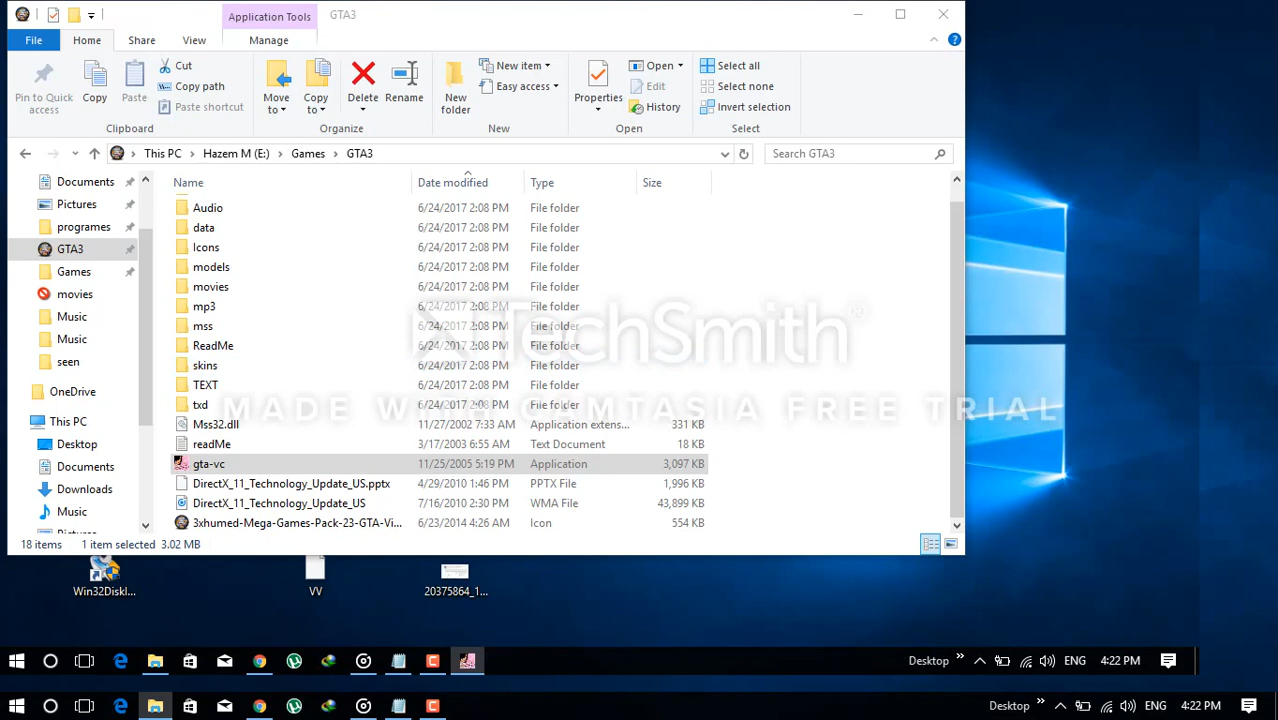 Application Tools GTA3
File Home Share View Manage
Pin to Quick access Copy Paste Cut Copy path Paste shortcut Move to Copy to Delete Rename New folder New item Easy access Properties Open Edit History Select all Select none Invert selection
Clipboard Organize New Open Select
This PC Hazem M (E:) Games GTA3 Search GTA3
Name Date modified Type Size
Documents
Pictures
programes
GTA3
Games
movies
Music
Music
seen
OneDrive
This PC
Desktop
Documents
Downloads
Music
Audio 6/24/2017 2:08 PM File folder
data 6/24/2017 2:08 PM File folder
Icons 6/24/2017 2:08 PM File folder
models 6/24/2017 2:08 PM File folder
movies 6/24/2017 2:08 PM File folder
mp3 6/24/2017 2:08 PM File folder
mss 6/24/2017 2:08 PM File folder
ReadMe 6/24/2017 2:08 PM File folder
skins 6/24/2017 2:08 PM File folder
TEXT 6/24/2017 2:08 PM File folder
txd 6/24/2017 2:08 PM File folder
Mss32.dll 11/27/2002 7:33 AM Application extens... 331 KB
readMe 3/17/2003 6:55 AM Text Document 18 KB
gta-vc 11/25/2005 5:19 PM Application 3,097 KB
DirectX_11_Technology_Update_US.pptx 4/29/2010 1:46 PM PPTX File 1,996 KB
DirectX_11_Technology_Update_US 7/16/2010 2:30 PM WMA File 43,899 KB
3xhumed-Mega-Games-Pack-23-GTA-Vi... 6/23/2014 4:26 AM Icon 554 KB
TechSmith®
MADE WITH CAMTASIA FREE TRIAL
18 items 1 item selected 3.02 MB
Win32DiskI... VV 20375864_1...
Desktop » ENG 4:22 PM
Desktop » ENG 4:22 PM